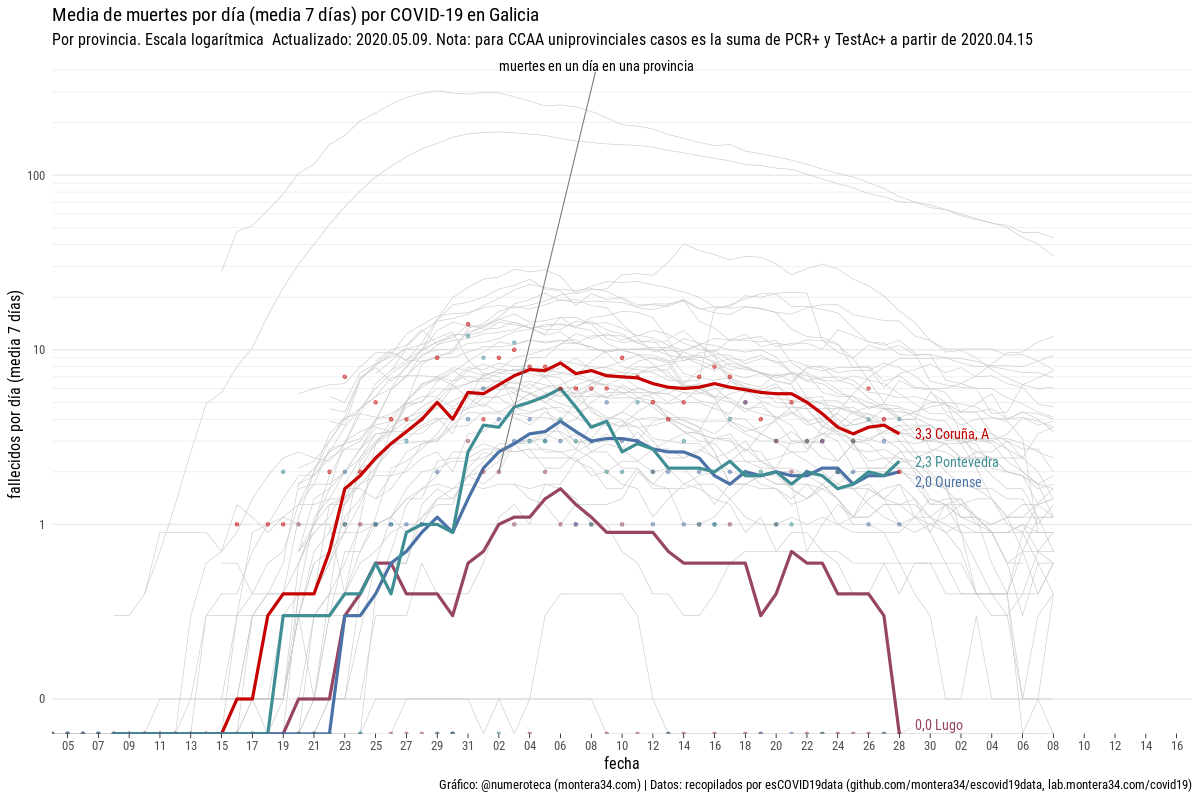 Media de muertes por día (media 7 días) por COVID-19 en Galicia
Por provincia. Escala logarítmica  Actualizado: 2020.05.09. Nota: para CCAA uniprovinciales casos es la suma de PCR+ y TestAc+ a partir de 2020.04.15
muertes en un día en una provincia
fallecidos por día (media 7 días)
100
10
1
0
3,3 Coruña, A
2,3 Pontevedra
2,0 Ourense
0,0 Lugo
05 07 09 11 13 15 17 19 21 23 25 27 29 31 02 04 06 08 10 12 14 16 18 20 22 24 26 28 30 02 04 06 08 10 12 14 16
fecha
Gráfico: @numeroteca (montera34.com) | Datos: recopilados por esCOVID19data (github.com/montera34/escovid19data, lab.montera34.com/covid19)